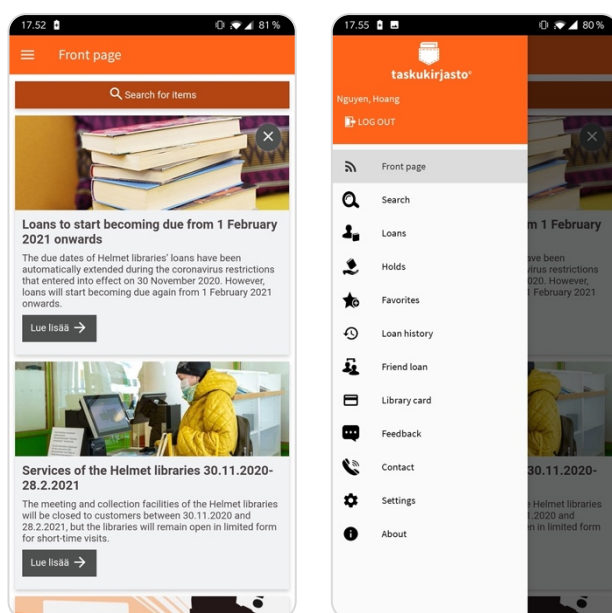 17.52
81%
Front page
Search for items
Loans to start becoming due from 1 February
2021 onwards
The due dates of Helmet libraries' loans have been
automatically extended during the coronavirus restrictions
that entered into effect on 30 November 2020. However,
loans will start becoming due again from 1 February 2021
onwards.
Lue lisää →
Services of the Helmet libraries 30.11.2020-
28.2.2021
The meeting and collection facilities of the Helmet libraries
will be closed to customers between 30.11.2020 and
28.2.2021, but the libraries will remain open in limited form
for short-time visits.
Lue lisää →
17.55
80%
taskukirjasto
Nguyen, Hoang
LOG OUT
Front page
Search
Loans
Holds
Favorites
Loan history
Friend loan
Library card
Feedback
Contact
Settings
About
m 1 February
ave been
virus restrictions
2020. However,
1 February 2021
30.11.2020-
Helmet libraries
1.2020 and
en in limited form